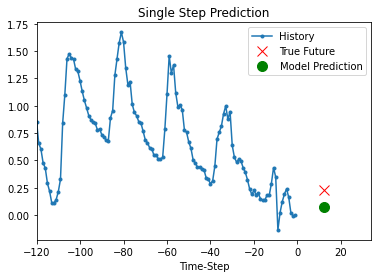 Single Step Prediction
History
True Future
Model Prediction
1.75
1.50
1.25
1.00
0.75
0.50
0.25
0.00
−120 −100 −80 −60 −40 −20 0 20
Time-Step